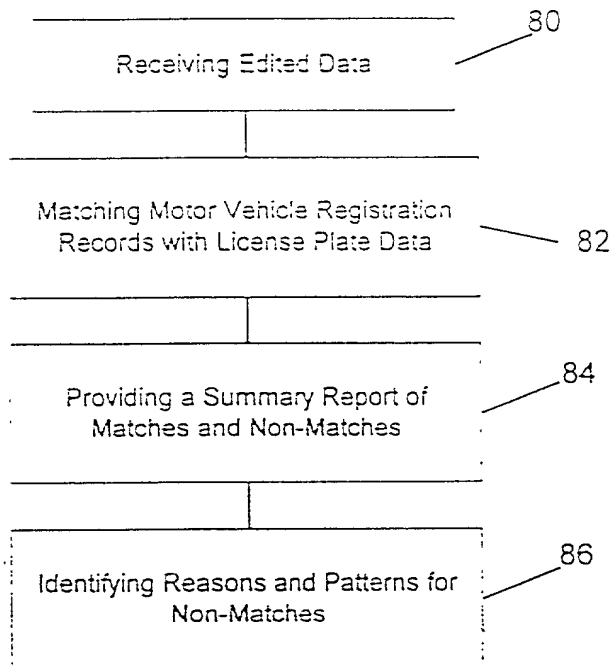 80
Receiving Edited Data
Matching Motor Vehicle Registration
Records with License Plate Data
82
84
Providing a Summary Report of
Matches and Non-Matches
86
Identifying Reasons and Patterns for
Non-Matches